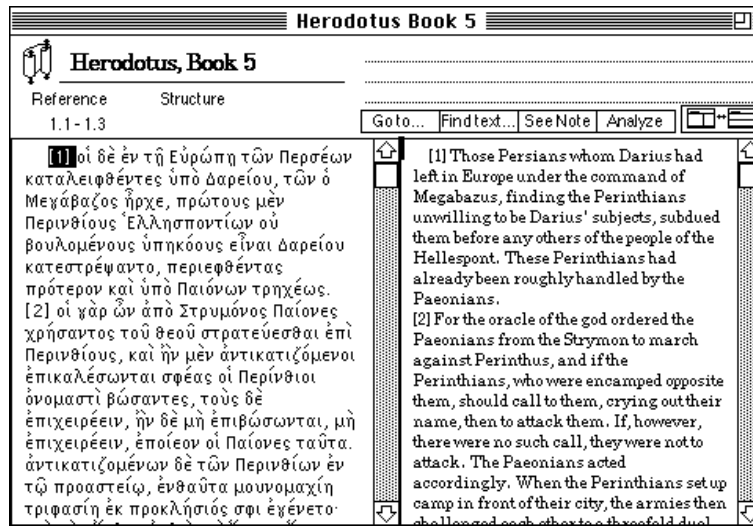 Herodotus Book 5
Herodotus, Book 5
Reference Structure
1.1-1.3
Go to... Find text... See Note Analyze
[1] οἱ δὲ ἐν τῇ Εὐρώπῃ τῶν Περσέων
καταλειφθέντες ὑπὸ Δαρείου, τῶν ὁ
Μεγάβαζος ἦρχε, πρώτους μὲν
Περινθίους Ἑλλησποντίων οὐ
βουλομένους ὑπηκόους εἶναι Δαρείου
κατεστρέψαντο, περιεφθέντας
πρότερον καὶ ὑπὸ Παιόνων τρηχέως.
[2] οἱ γὰρ ὦν ἀπὸ Στρυμόνος Παίονες
χρήσαντος τοῦ θεοῦ στρατεύεσθαι ἐπὶ
Περινθίους, καὶ ἢν μὲν ἀντικατιζόμενοι
ἐπικαλέσωνται σφέας οἱ Περίνθιοι
ὀνομαστὶ βώσαντες, τοὺς δὲ
ἐπιχειρέειν, ἢν δὲ μὴ ἐπιβώσωνται, μὴ
ἐπιχειρέειν, ἐποίεον οἱ Παίονες ταῦτα.
ἀντικατιζομένων δὲ τῶν Περινθίων ἐν
τῷ προαστείῳ, ἐνθαῦτα μουνομαχίη
τριφασίη ἐκ προκλήσιός σφι ἐγένετο·
[1] Those Persians whom Darius had
left in Europe under the command of
Megabazus, finding the Perinthians
unwilling to be Darius' subjects, subdued
them before any others of the people of the
Hellespont. These Perinthians had
already been roughly handled by the
Paeonians.
[2] For the oracle of the god ordered the
Paeonians from the Strymon to march
against Perinthus, and if the
Perinthians, who were encamped opposite
them, should call to them, crying out their
name, then to attack them. If, however,
there were no such call, they were not to
attack. The Paeonians acted
accordingly. When the Perinthians set up
camp in front of their city, the armies then
challenged each other to a threefold duel